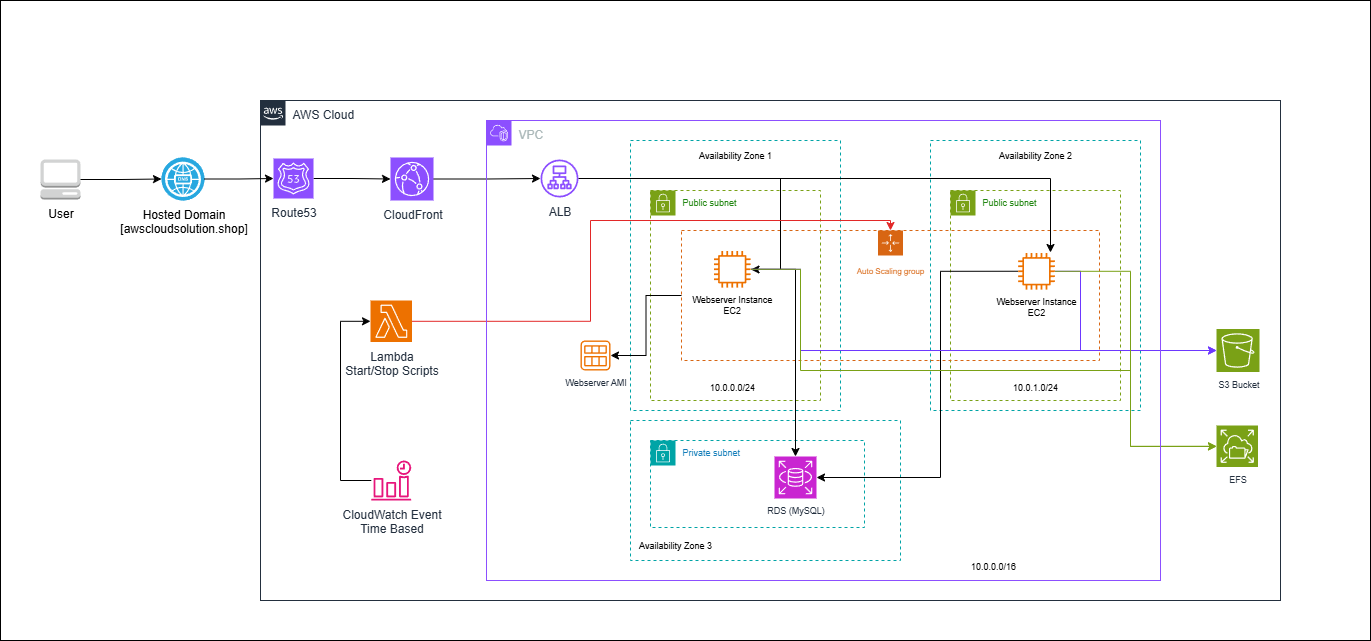 aws
AWS Cloud
VPC
Availability Zone 1
Availability Zone 2
User
DNS
Hosted Domain
[awscloudsolution.shop]
53
Route53
CloudFront
ALB
Public subnet
Public subnet
Auto Scaling group
Webserver Instance
EC2
Webserver Instance
EC2
Lambda
Start/Stop Scripts
Webserver AMI
10.0.0.0/24
10.0.1.0/24
S3 Bucket
Private subnet
EFS
CloudWatch Event
Time Based
RDS (MySQL)
Availability Zone 3
10.0.0.0/16